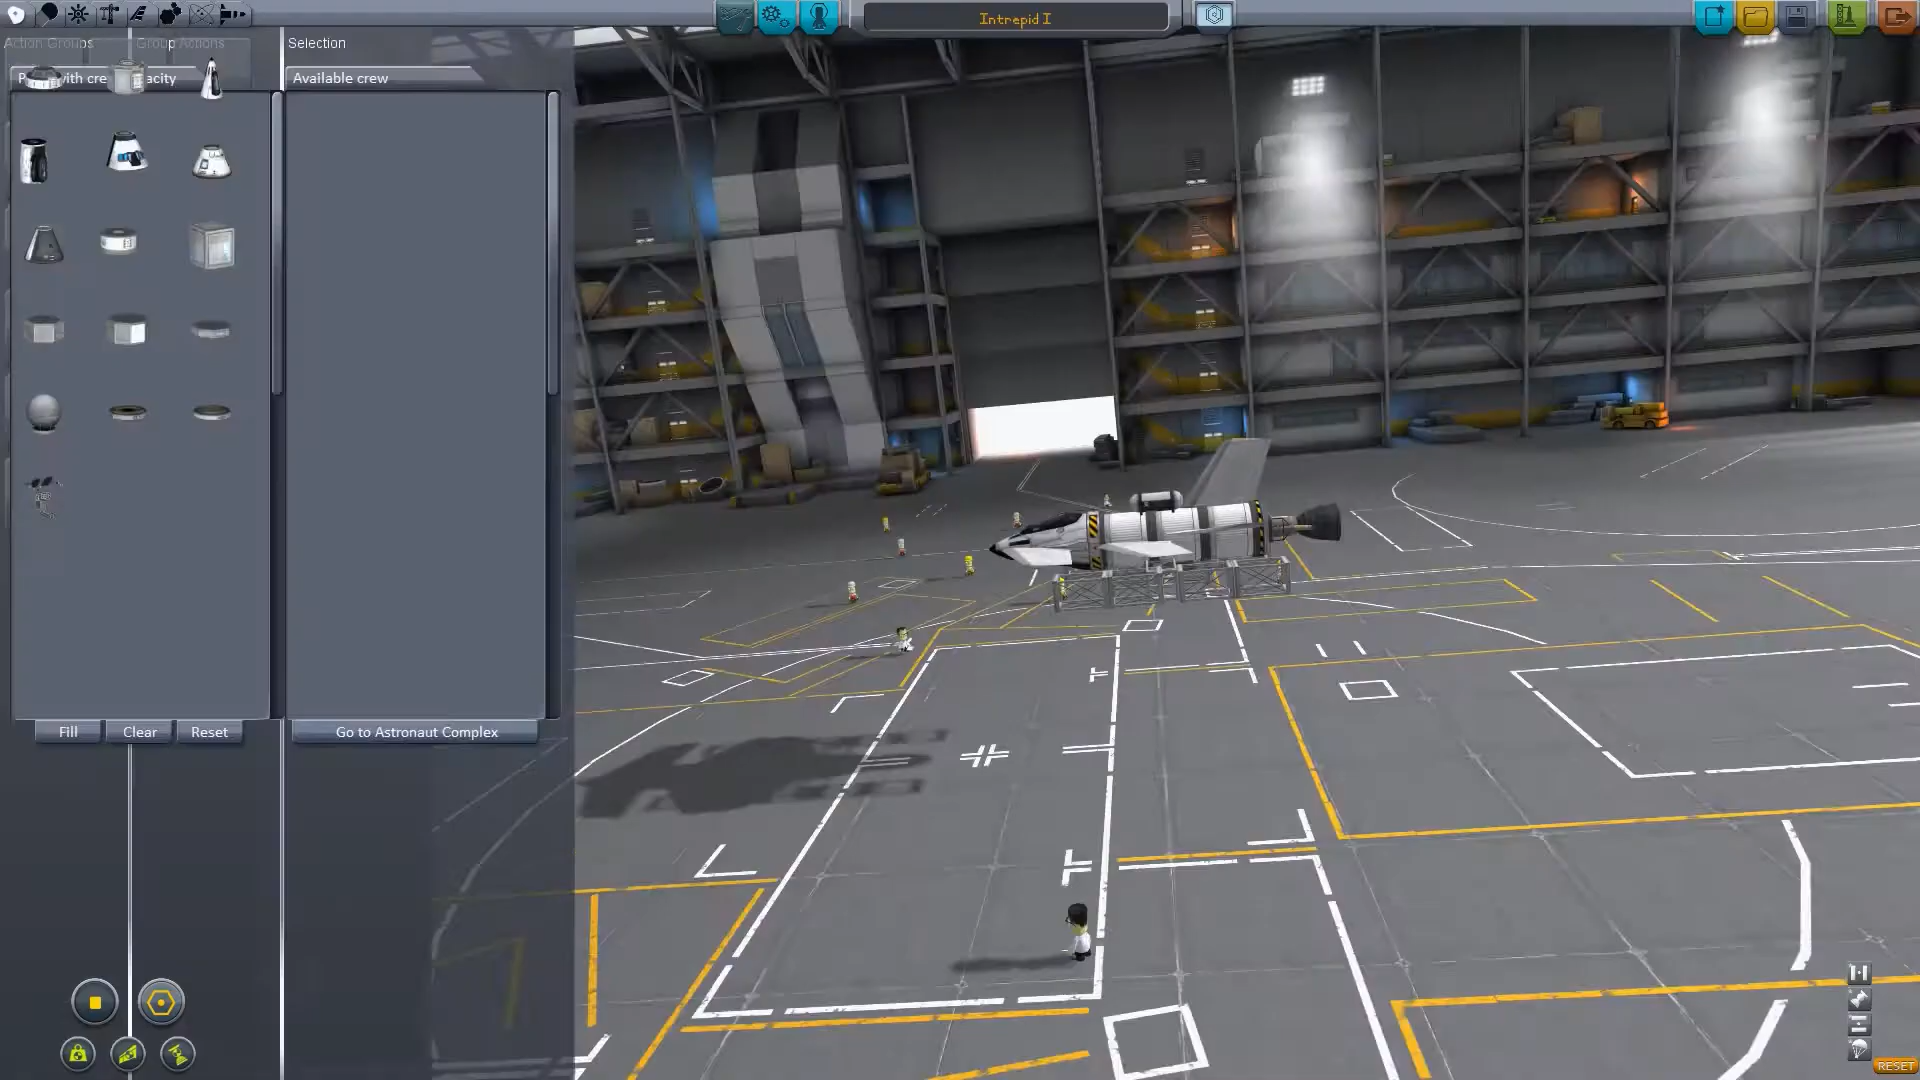 Intrepid I
Action Groups
Group Actions
Selection
Available crew
Fill
Clear
Reset
Go to Astronaut Complex
RESET